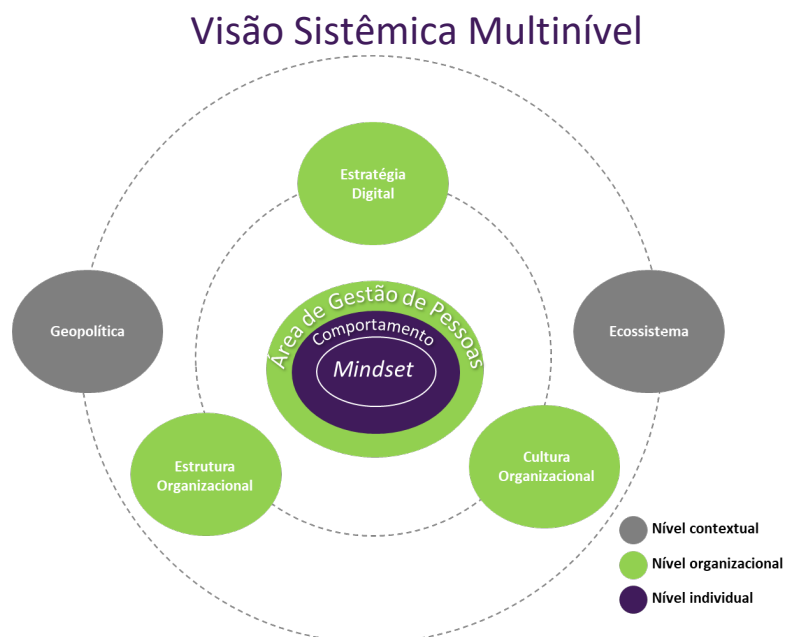 Visão Sistêmica Multinível
Estratégia
Digital
Geopolítica
Ecossistema
Área de Gestão de Pessoas
Comportamento
Mindset
Estrutura
Organizacional
Cultura
Organizacional
Nível contextual
Nível organizacional
Nível individual